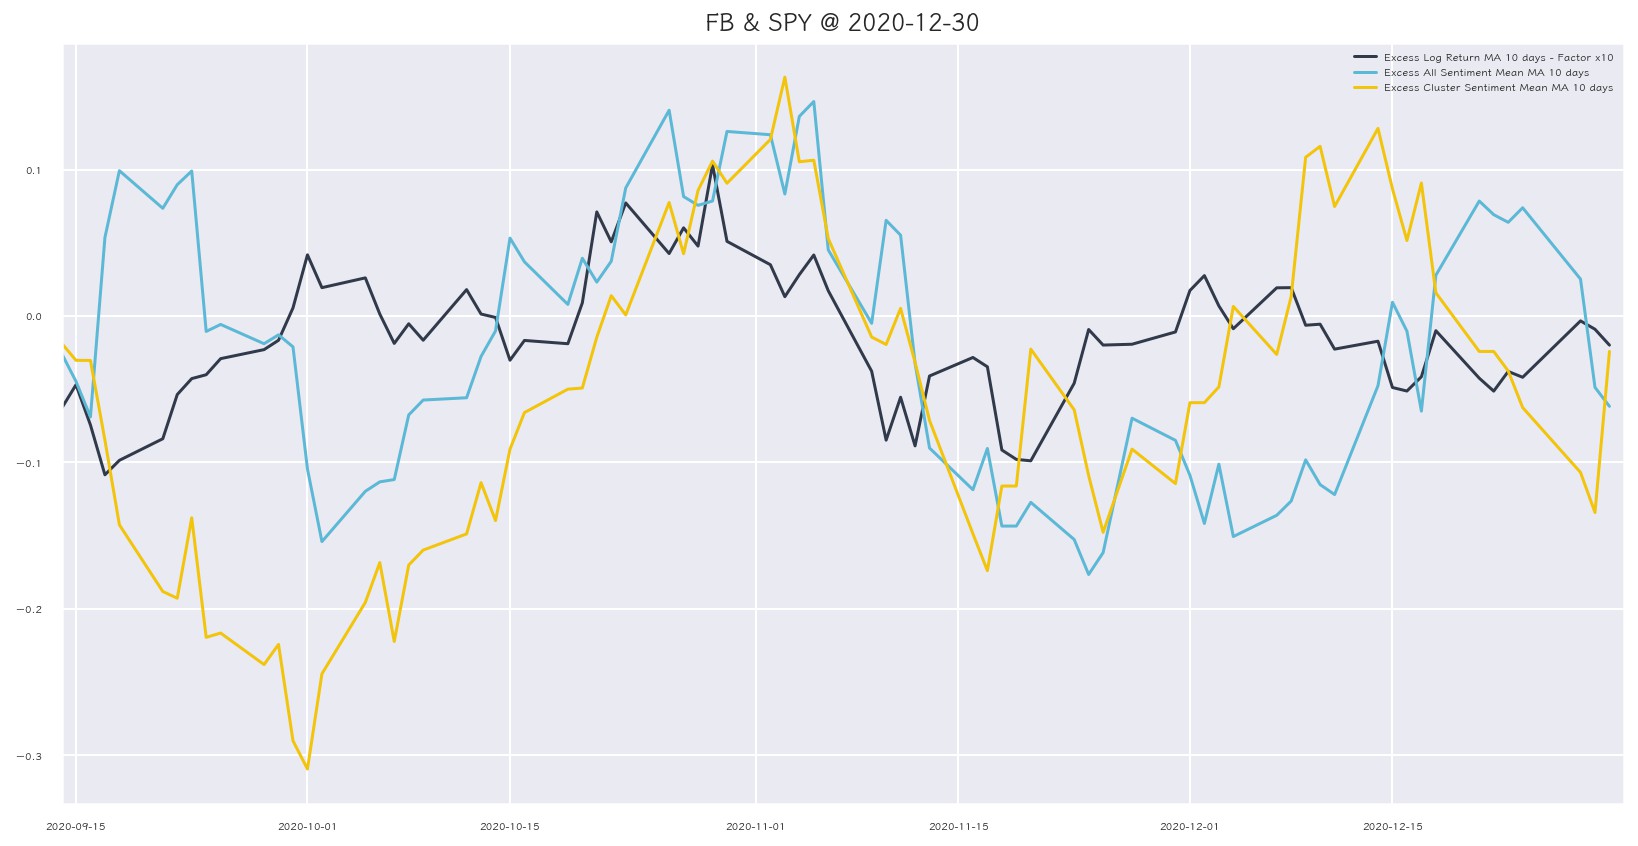 FB & SPY @ 2020-12-30
Excess Log Return MA 10 days - Factor x10
Excess All Sentiment Mean MA 10 days
Excess Cluster Sentiment Mean MA 10 days
0.1
0.0
−0.1
−0.2
−0.3
2020-09-15 2020-10-01 2020-10-15 2020-11-01 2020-11-15 2020-12-01 2020-12-15